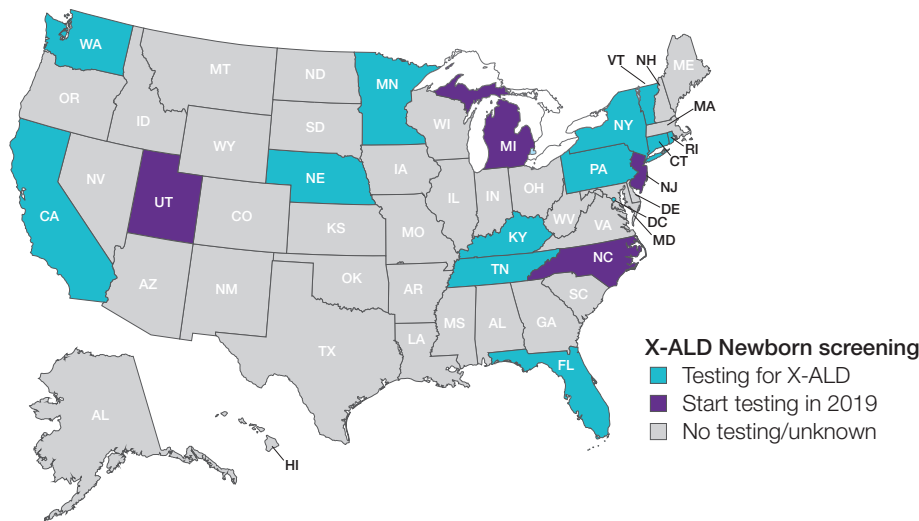 WA
MT
ND
MN
VT
NH
ME
OR
ID
SD
WI
MI
NY
MA
RI
CT
WY
NE
IA
PA
NJ
NV
UT
CO
IL
IN
OH
DE
DC
MD
CA
KS
MO
WV
VA
KY
NC
TN
AZ
NM
OK
AR
SC
MS
AL
GA
LA
TX
FL
AL
HI
X-ALD Newborn screening
Testing for X-ALD
Start testing in 2019
No testing/unknown